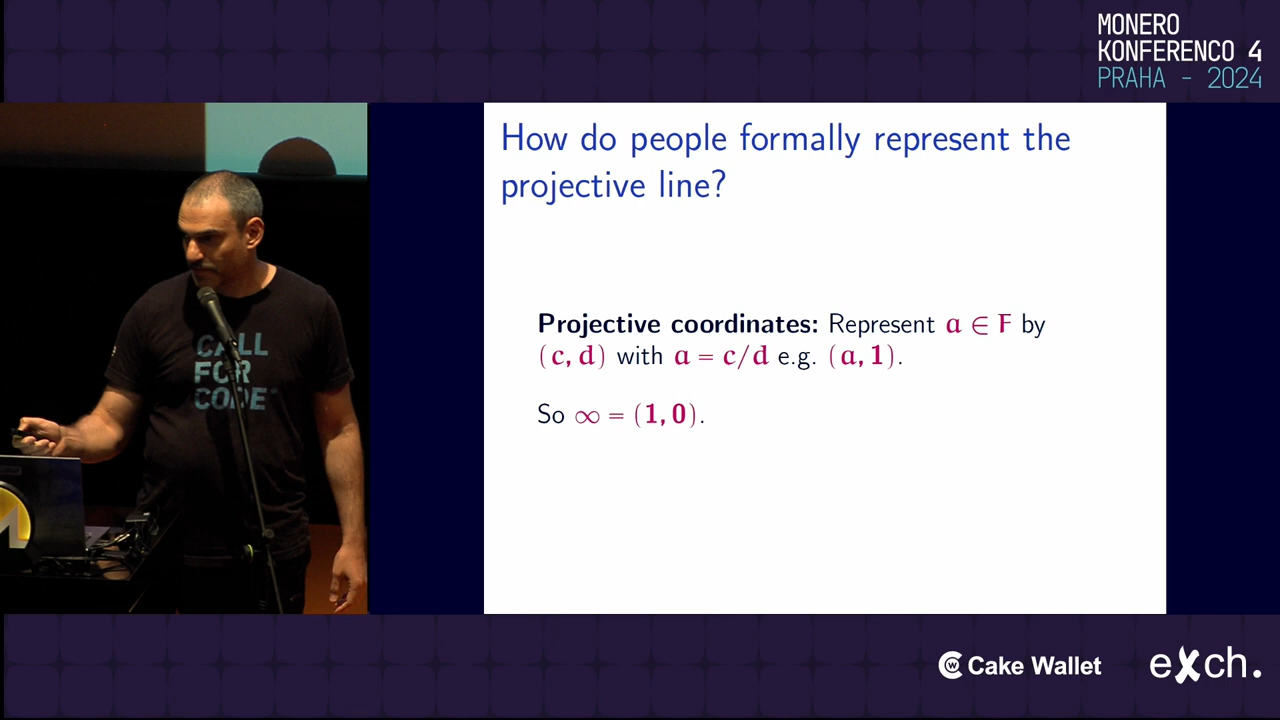 MONERO
KONFERENCO 4
PRAHA - 2024
How do people formally represent the
projective line?
Projective coordinates: Represent a ∈ F by
(c, d) with a = c/d e.g. (a, 1).
So ∞ = (1, 0).
CALL
FOR
CODE
Cake Wallet
exch.